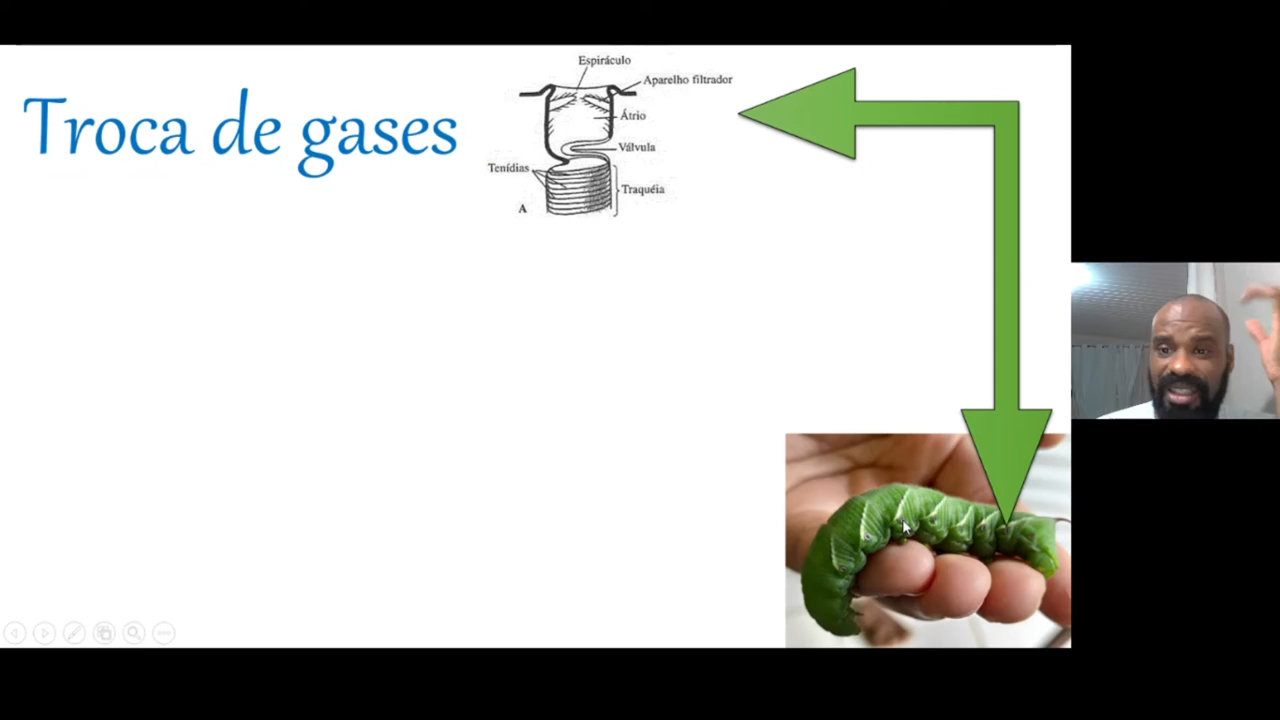 Troca de gases
Espiráculo
Aparelho filtrador
Átrio
Válvula
Tenídias
Traquéia
A